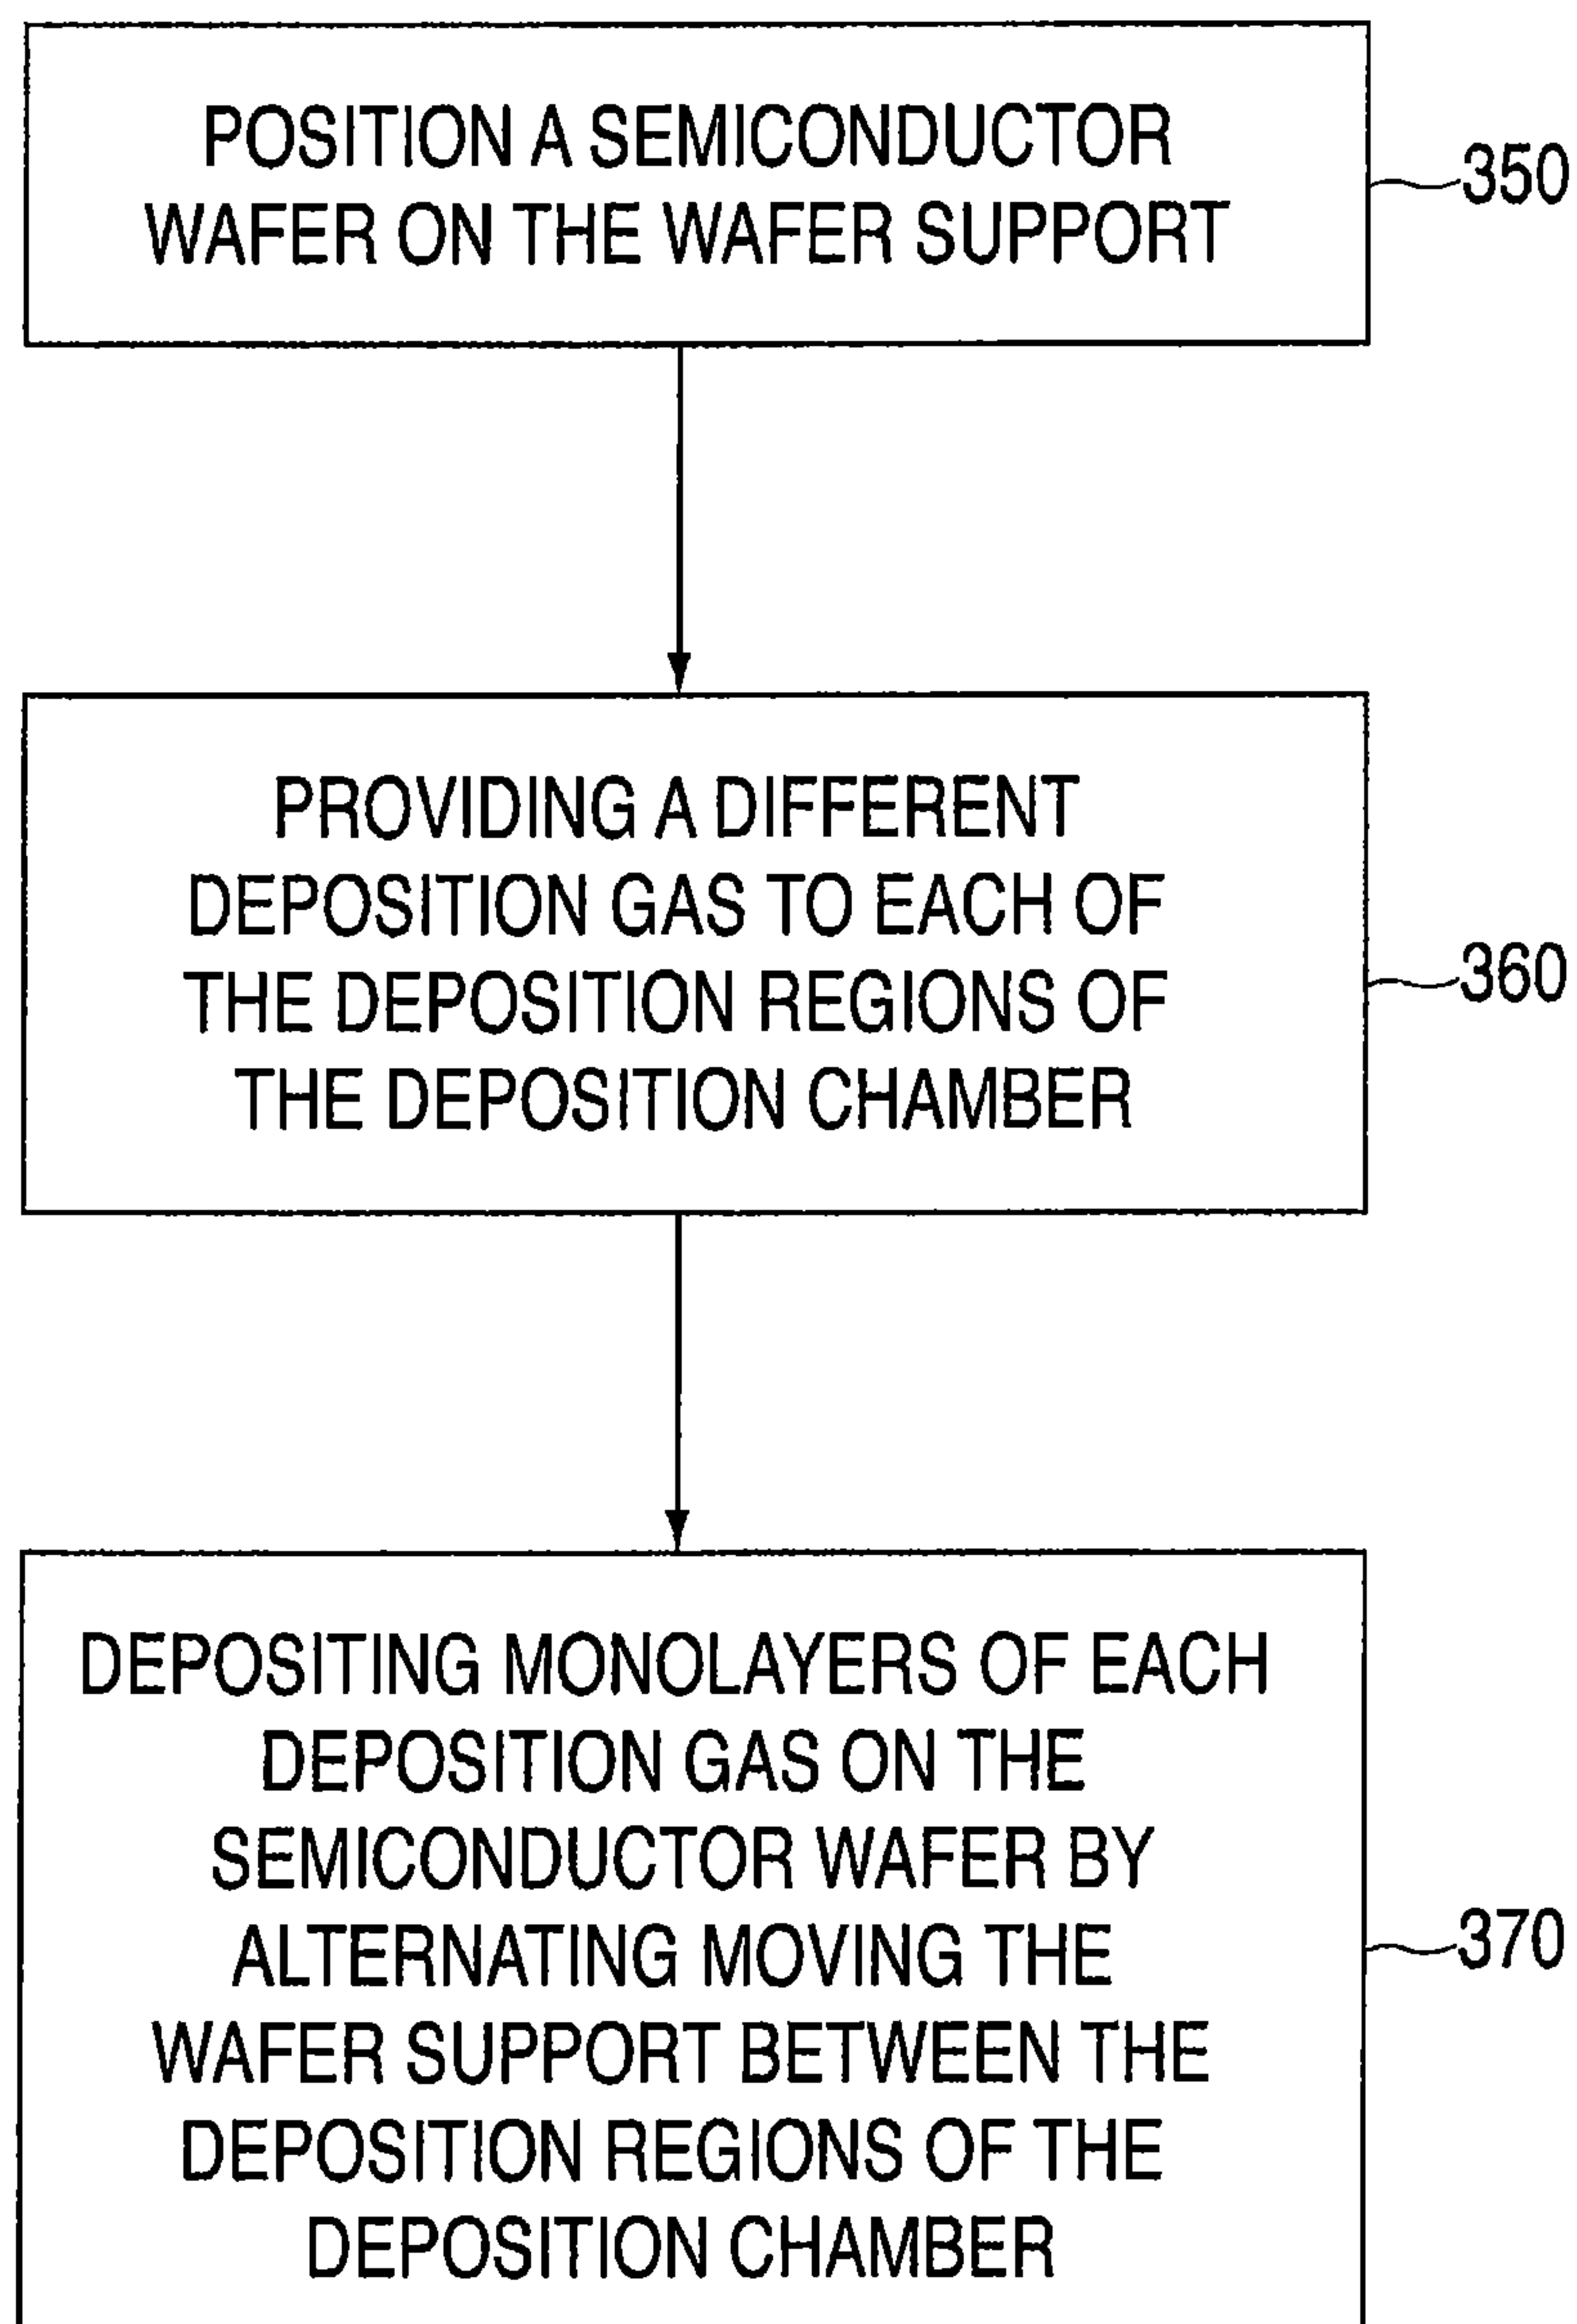 POSITION A SEMICONDUCTOR
WAFER ON THE WAFER SUPPORT
350
PROVIDING A DIFFERENT
DEPOSITION GAS TO EACH OF
THE DEPOSITION REGIONS OF
THE DEPOSITION CHAMBER
360
DEPOSITING MONOLAYERS OF EACH
DEPOSITION GAS ON THE
SEMICONDUCTOR WAFER BY
ALTERNATING MOVING THE
WAFER SUPPORT BETWEEN THE
DEPOSITION REGIONS OF THE
DEPOSITION CHAMBER
370